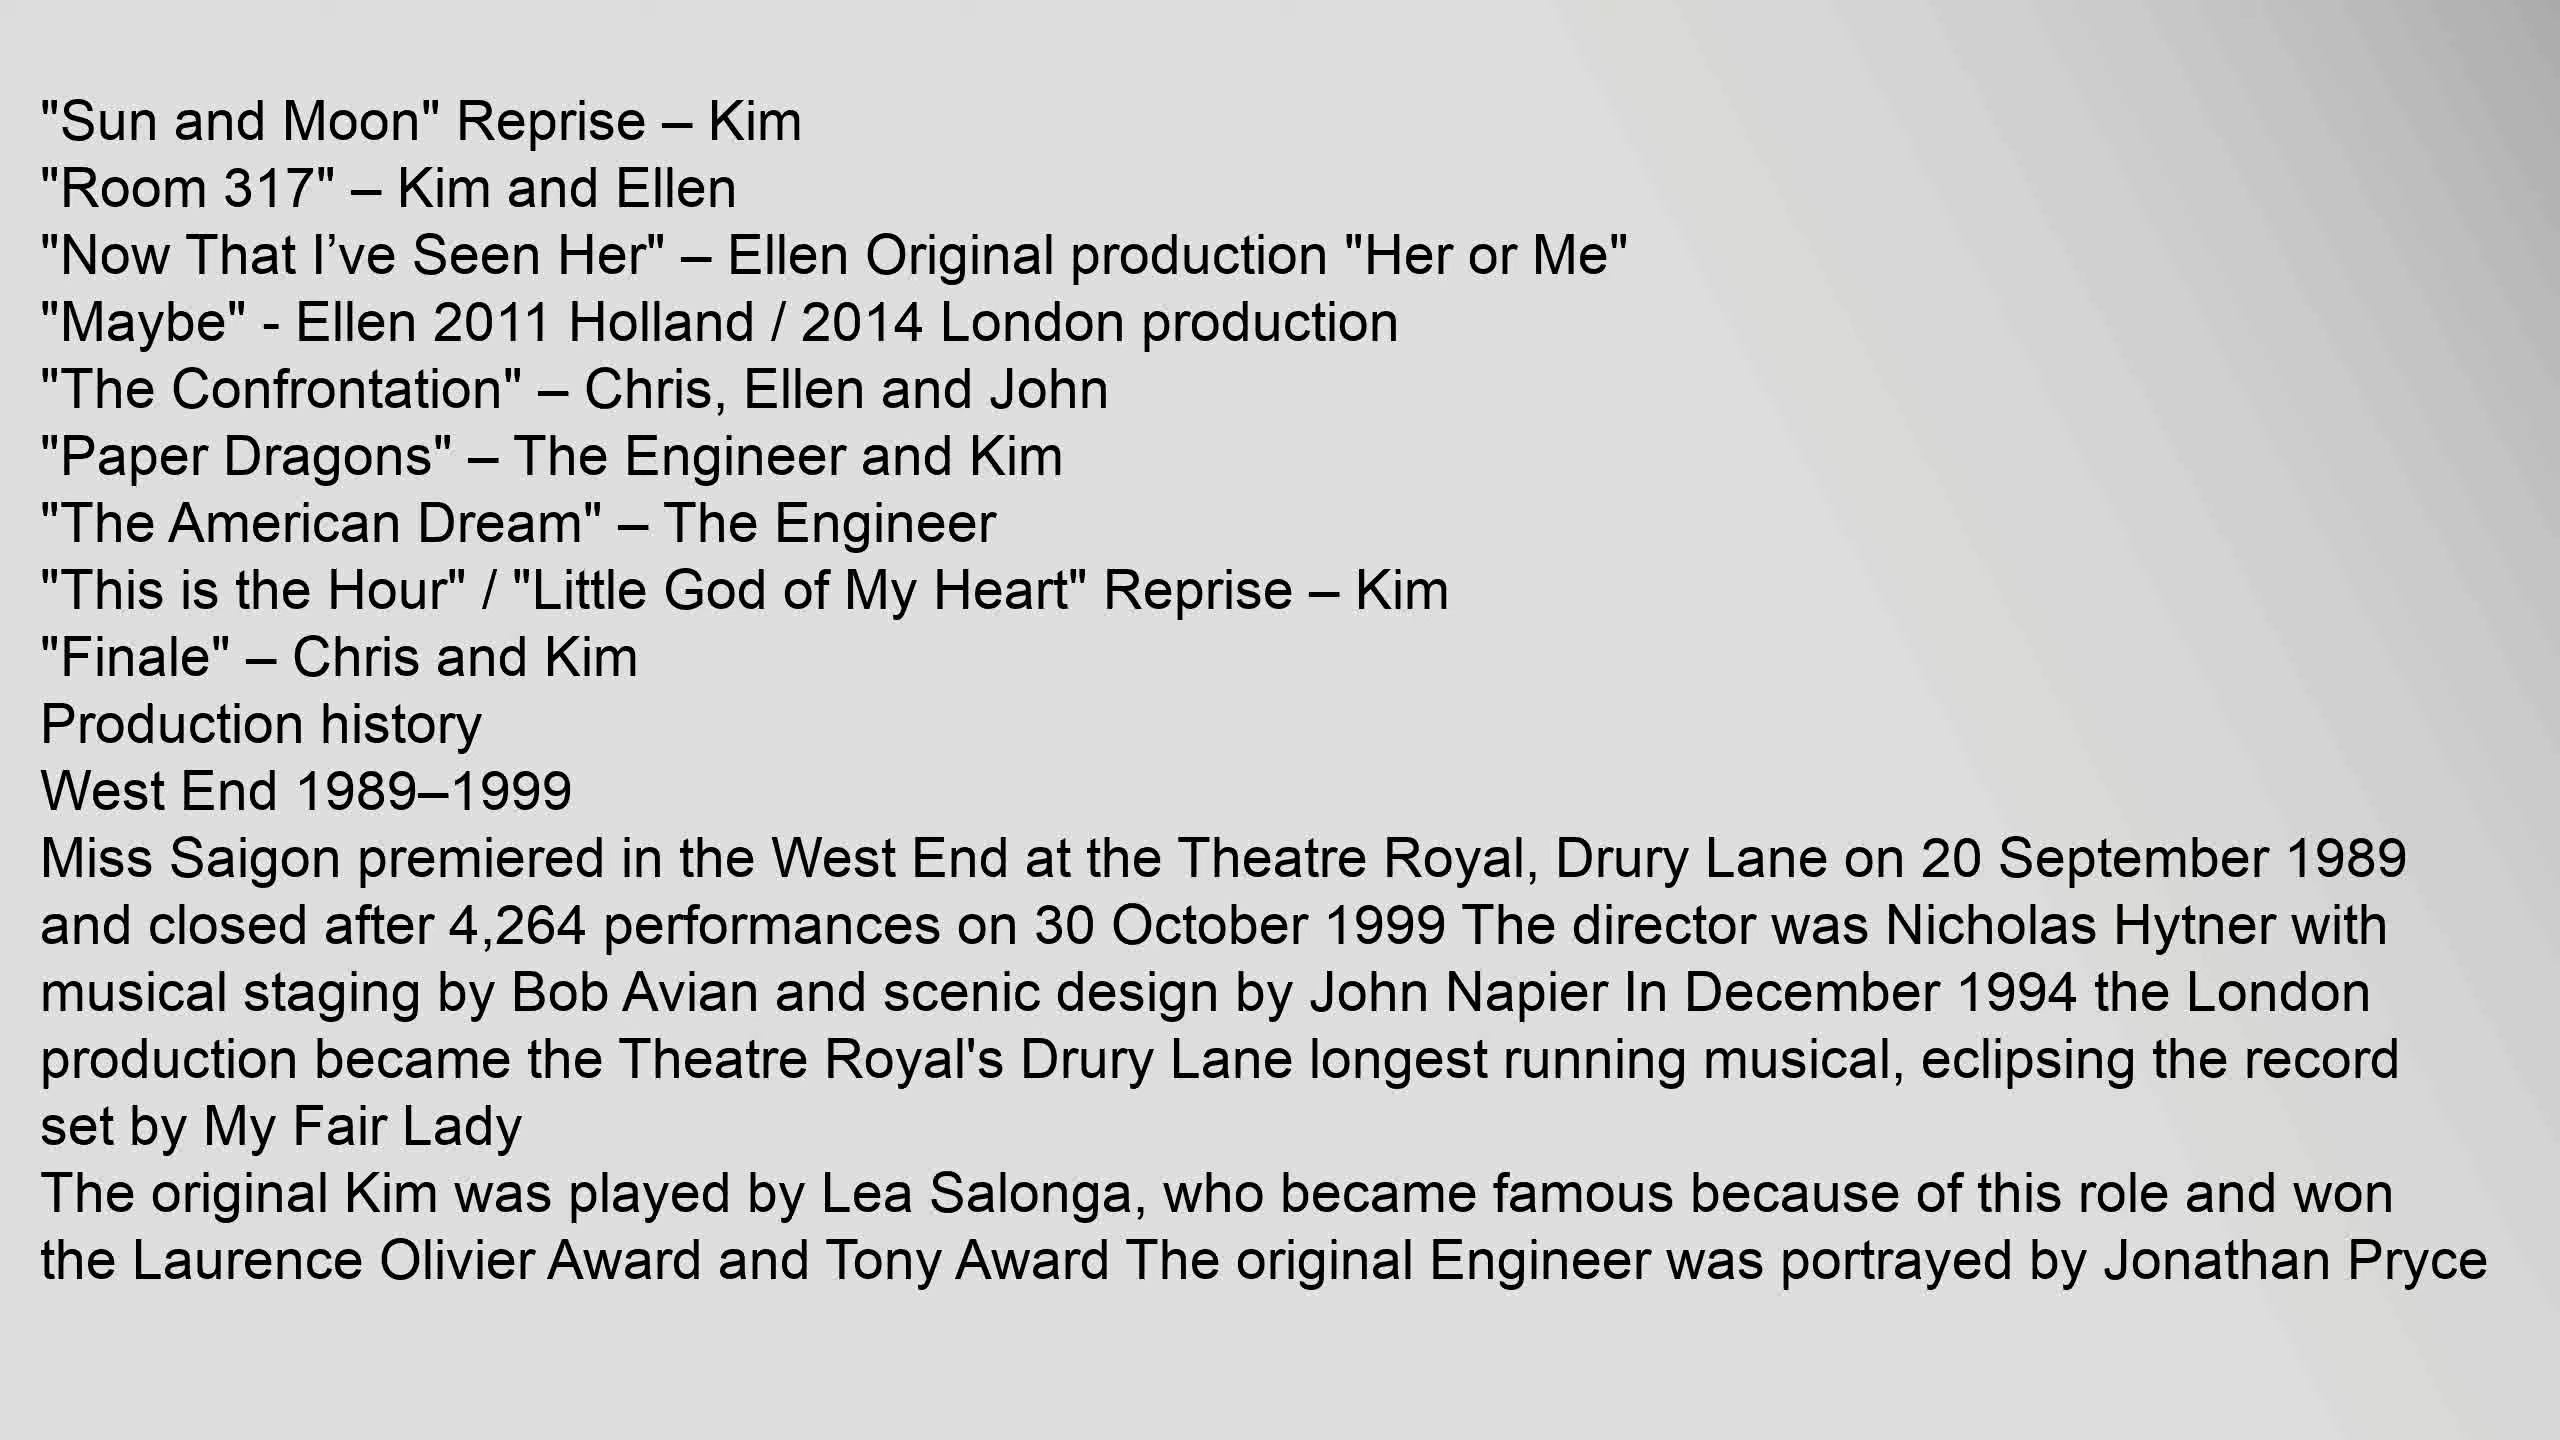 "Sun and Moon" Reprise – Kim
"Room 317" – Kim and Ellen
"Now That I’ve Seen Her" – Ellen Original production "Her or Me"
"Maybe" - Ellen 2011 Holland / 2014 London production
"The Confrontation" – Chris, Ellen and John
"Paper Dragons" – The Engineer and Kim
"The American Dream" – The Engineer
"This is the Hour" / "Little God of My Heart" Reprise – Kim
"Finale" – Chris and Kim
Production history
West End 1989–1999
Miss Saigon premiered in the West End at the Theatre Royal, Drury Lane on 20 September 1989
and closed after 4,264 performances on 30 October 1999 The director was Nicholas Hytner with
musical staging by Bob Avian and scenic design by John Napier In December 1994 the London
production became the Theatre Royal's Drury Lane longest running musical, eclipsing the record
set by My Fair Lady
The original Kim was played by Lea Salonga, who became famous because of this role and won
the Laurence Olivier Award and Tony Award The original Engineer was portrayed by Jonathan Pryce